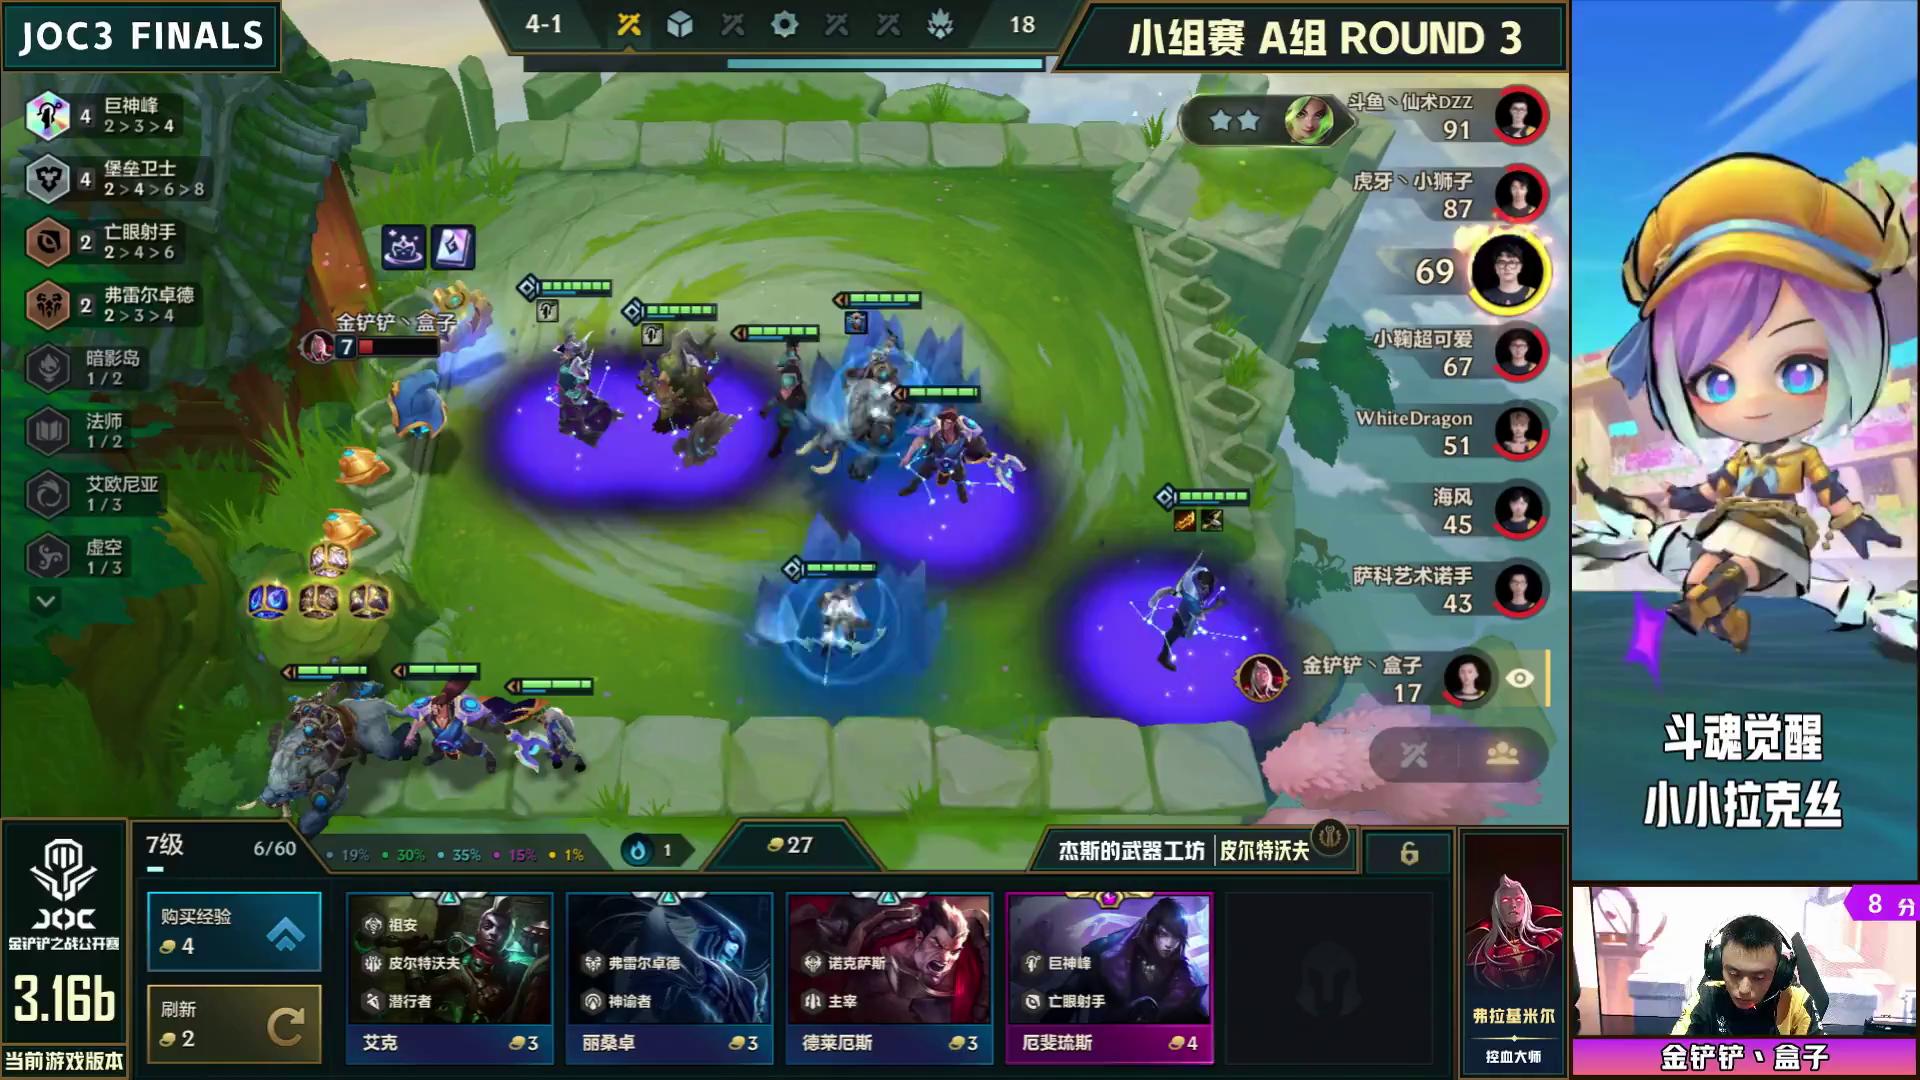 JOC3 FINALS
4-1
18
小组赛 A组 ROUND 3
4
巨神峰
2 > 3 > 4
4
堡垒卫士
2 > 4 > 6 > 8
2
亡眼射手
2 > 4 > 6
2
弗雷尔卓德
2 > 3 > 4
暗影岛
1 / 2
法师
1 / 2
艾欧尼亚
1 / 3
虚空
1 / 3
金铲铲丶盒子
7
斗鱼丶仙术DZZ
91
虎牙丶小狮子
87
69
小鞠超可爱
67
WhiteDragon
51
海风
45
萨科艺术诺手
43
金铲铲丶盒子
17
斗魂觉醒
小小拉克丝
JOC
金铲铲之战公开赛
3.16b
当前游戏版本
7级
6/60
19%
30%
35%
15%
1%
1
27
杰斯的武器工坊
皮尔特沃夫
购买经验
4
刷新
2
祖安
皮尔特沃夫
潜行者
艾克
3
弗雷尔卓德
神谕者
丽桑卓
3
诺克萨斯
主宰
德莱厄斯
3
巨神峰
亡眼射手
厄斐琉斯
4
弗拉基米尔
控血大师
8 分
金铲铲丶盒子